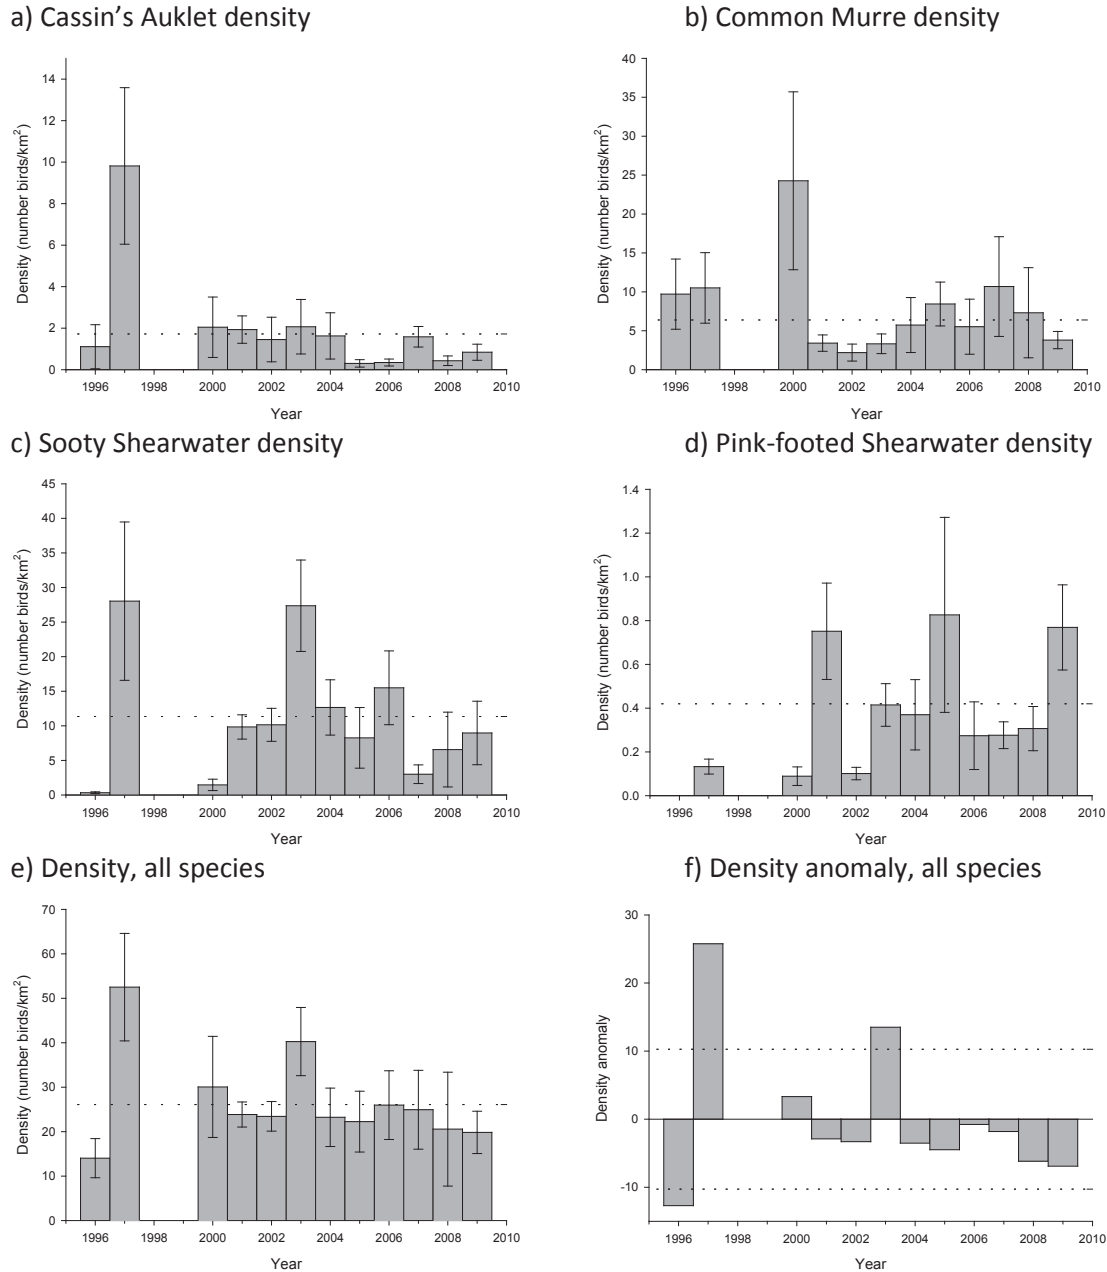 a) Cassin’s Auklet density
b) Common Murre density
14
12
10
8
6
4
2
0
Density (number birds/km²)
1996 1998 2000 2002 2004 2006 2008 2010
Year
40
35
30
25
20
15
10
5
0
Density (number birds/km²)
1996 1998 2000 2002 2004 2006 2008 2010
Year
c) Sooty Shearwater density
d) Pink-footed Shearwater density
45
40
35
30
25
20
15
10
5
0
Density (number birds/km²)
1996 1998 2000 2002 2004 2006 2008 2010
Year
1.4
1.2
1.0
0.8
0.6
0.4
0.2
0.0
Density (number birds/km²)
1996 1998 2000 2002 2004 2006 2008 2010
Year
e) Density, all species
f) Density anomaly, all species
70
60
50
40
30
20
10
0
Density (number birds/km²)
1996 1998 2000 2002 2004 2006 2008 2010
Year
30
20
10
0
-10
Density anomaly
1996 1998 2000 2002 2004 2006 2008 2010
Year